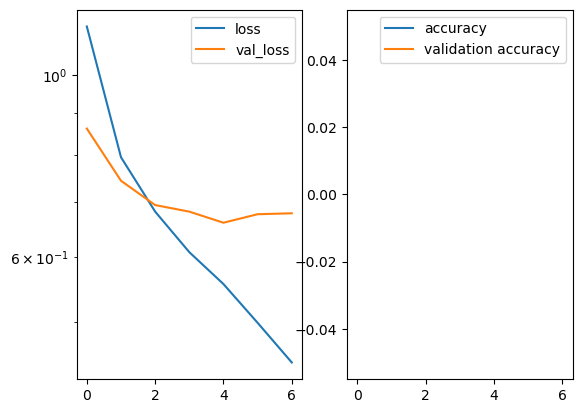 loss
val_loss
10⁰
6 × 10⁻¹
0
2
4
6
accuracy
validation accuracy
0.04
0.02
0.00
−0.02
−0.04
0
2
4
6